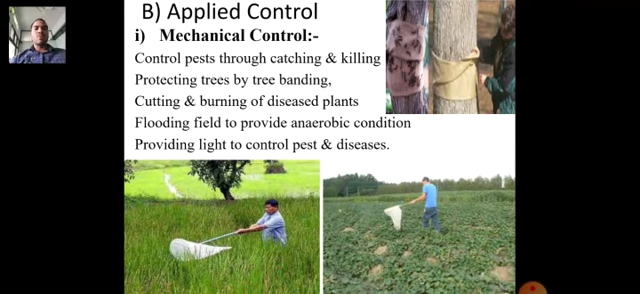 B) Applied Control
i) Mechanical Control:-
Control pests through catching & killing
Protecting trees by tree banding,
Cutting & burning of diseased plants
Flooding field to provide anaerobic condition
Providing light to control pest & diseases.